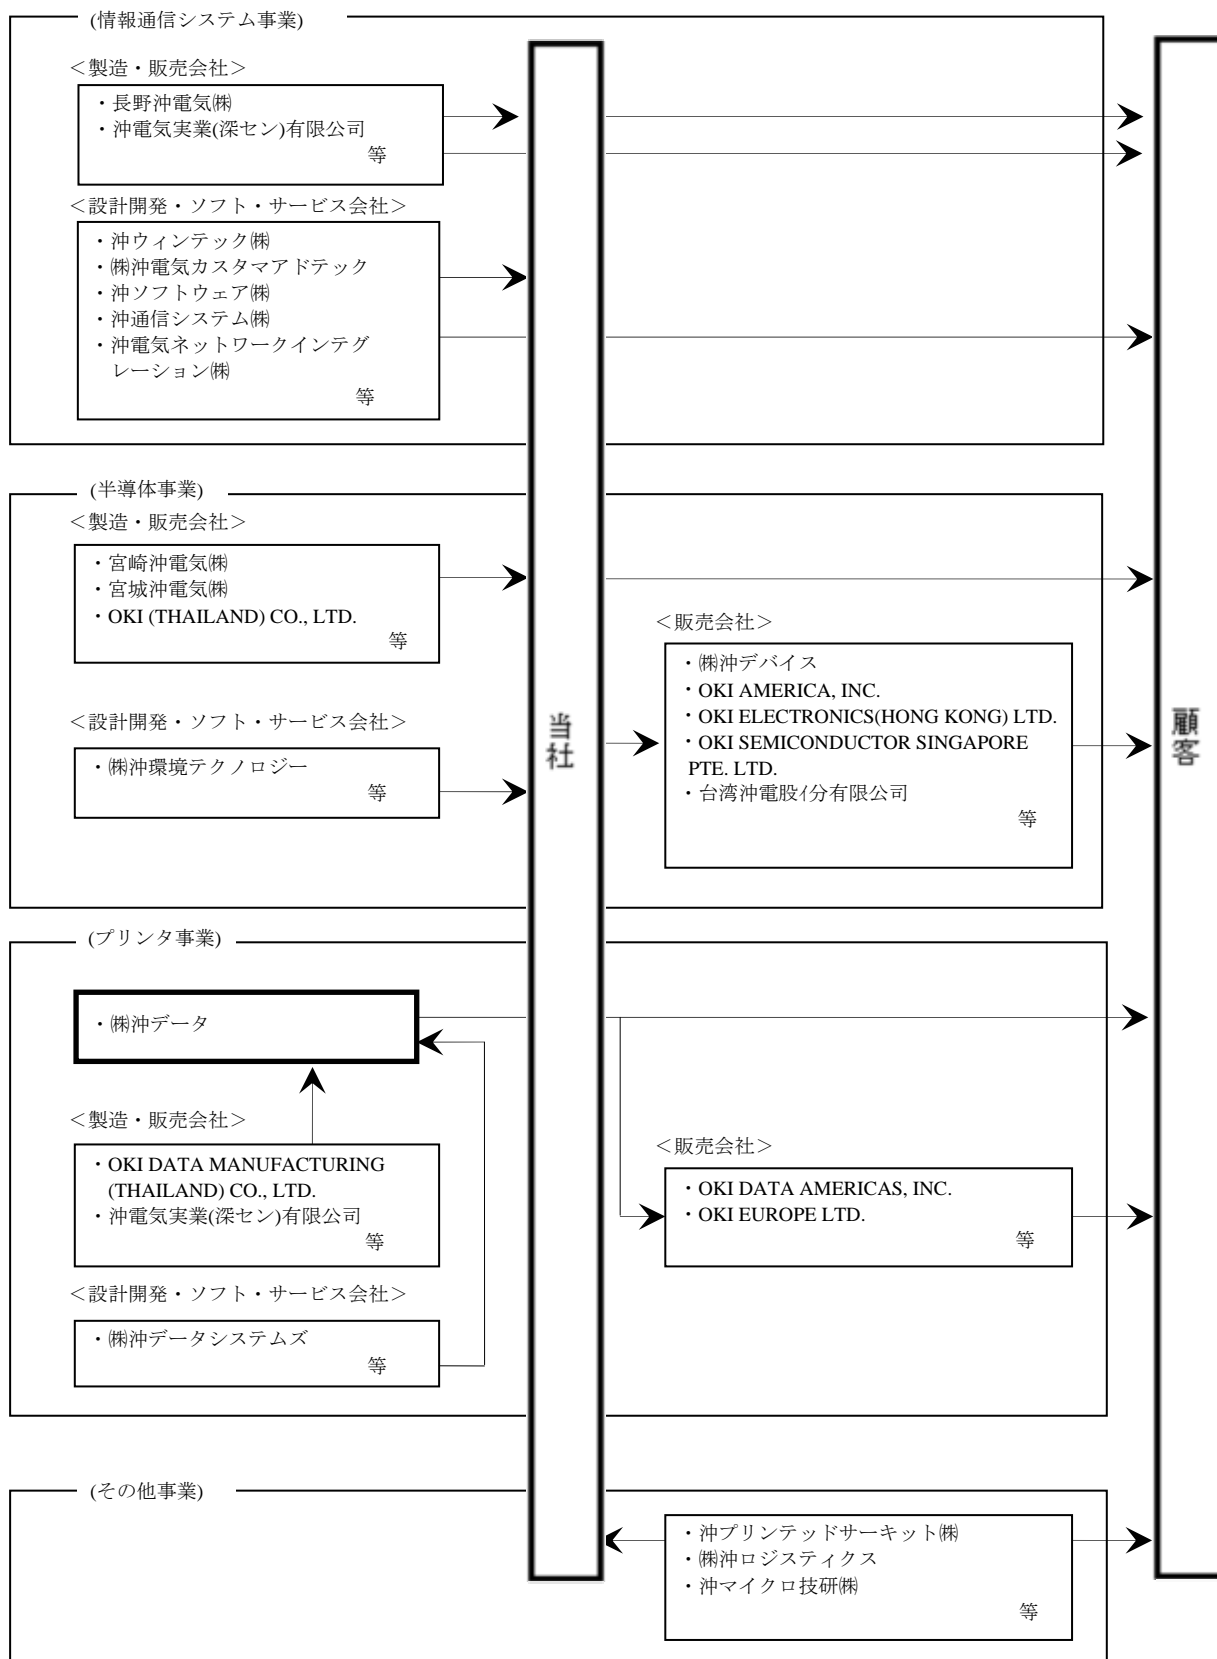 (情報通信システム事業)
＜製造・販売会社＞
・長野沖電気㈱
・沖電気実業(深セン)有限公司
等
＜設計開発・ソフト・サービス会社＞
・沖ウィンテック㈱
・㈱沖電気カスタマアドテック
・沖ソフトウェア㈱
・沖通信システム㈱
・沖電気ネットワークインテグ
レーション㈱
等
(半導体事業)
＜製造・販売会社＞
・宮崎沖電気㈱
・宮城沖電気㈱
・OKI (THAILAND) CO., LTD.
等
＜設計開発・ソフト・サービス会社＞
・㈱沖環境テクノロジー
等
当社
＜販売会社＞
・㈱沖デバイス
・OKI AMERICA, INC.
・OKI ELECTRONICS(HONG KONG) LTD.
・OKI SEMICONDUCTOR SINGAPORE
PTE. LTD.
・台湾沖電股イ分有限公司
等
顧客
(プリンタ事業)
・㈱沖データ
＜製造・販売会社＞
・OKI DATA MANUFACTURING
(THAILAND) CO., LTD.
・沖電気実業(深セン)有限公司
等
＜設計開発・ソフト・サービス会社＞
・㈱沖データシステムズ
等
＜販売会社＞
・OKI DATA AMERICAS, INC.
・OKI EUROPE LTD.
等
(その他事業)
・沖プリンテッドサーキット㈱
・㈱沖ロジスティクス
・沖マイクロ技研㈱
等